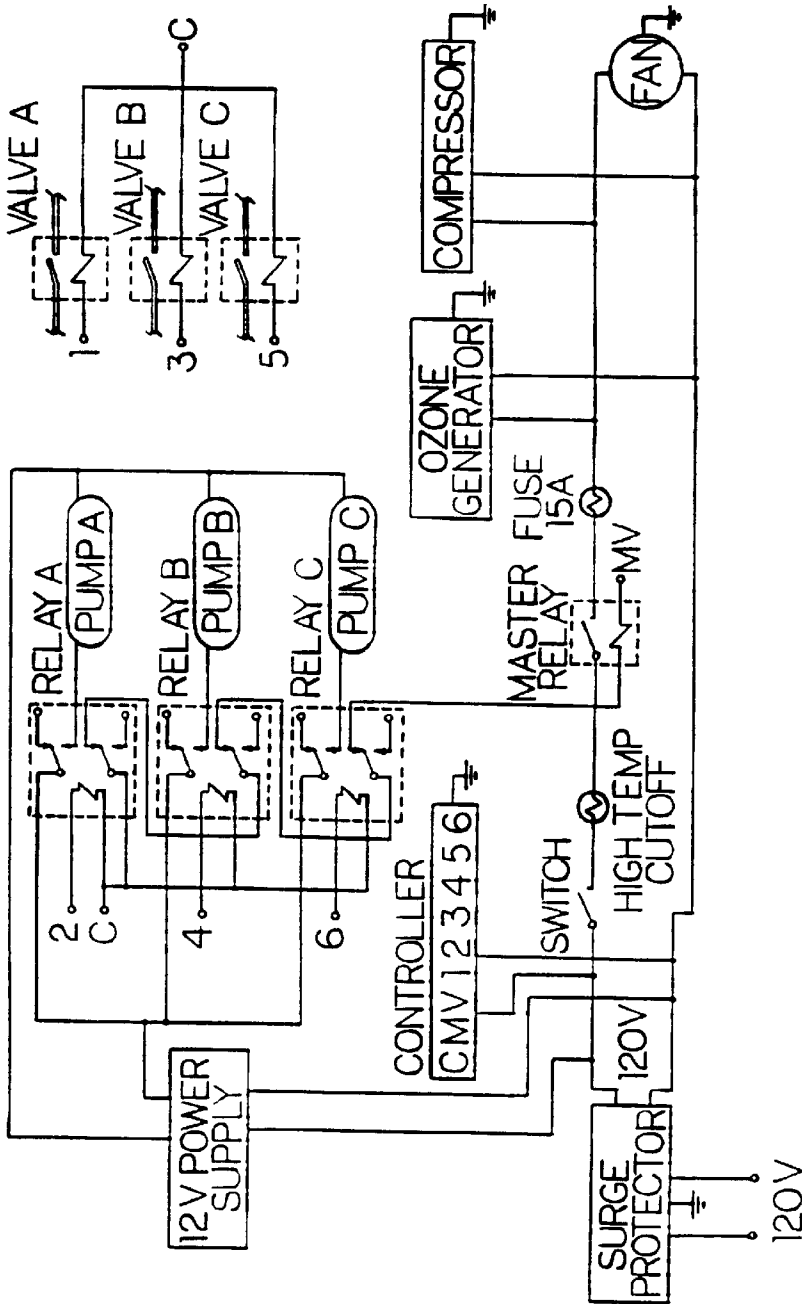 12V POWER
SUPPLY
2
C
4
6
RELAY A
PUMP A
RELAY B
PUMP B
RELAY C
PUMP C
1
VALVE A
3
VALVE B
5
VALVE C
C
CONTROLLER
CMV 1 2 3 4 5 6
SURGE
PROTECTOR
120V
120V
SWITCH
HIGH TEMP
CUTOFF
MASTER
RELAY
MV
FUSE
15A
OZONE
GENERATOR
COMPRESSOR
FAN